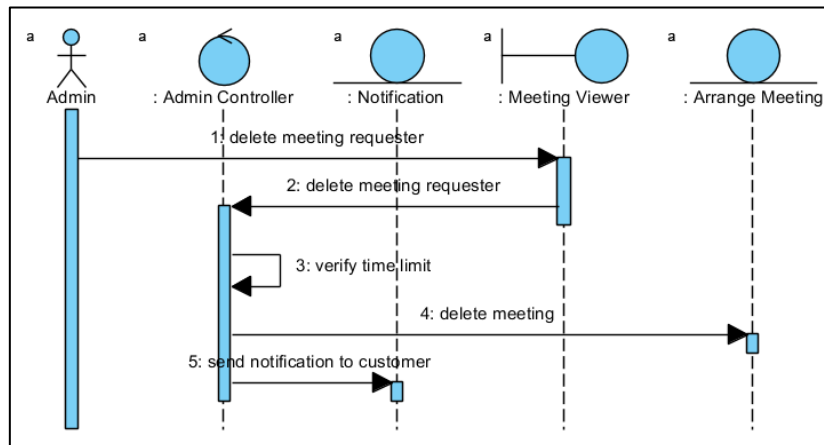 a
a
a
a
a
Admin
: Admin Controller
: Notification
: Meeting Viewer
: Arrange Meeting
1: delete meeting requester
2: delete meeting requester
3: verify time limit
4: delete meeting
5: send notification to customer